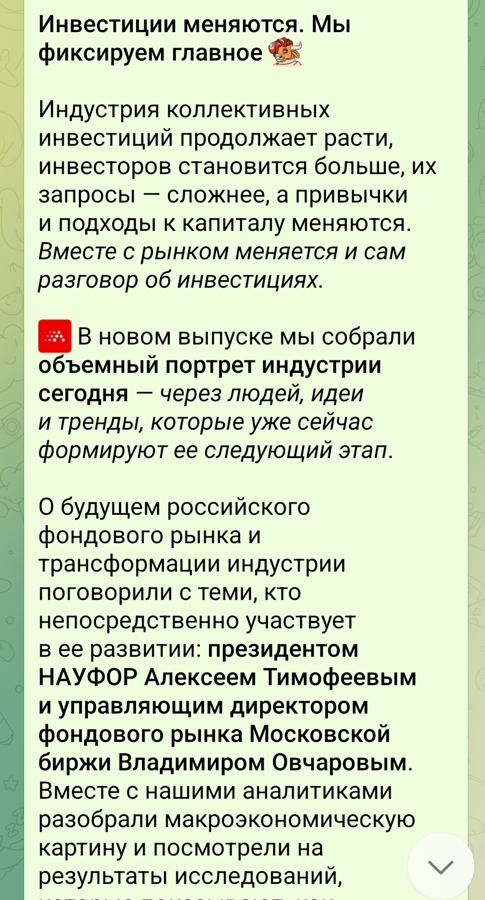 Инвестиции меняются. Мы
фиксируем главное
Индустрия коллективных
инвестиций продолжает расти,
инвесторов становится больше, их
запросы — сложнее, а привычки
и подходы к капиталу меняются.
Вместе с рынком меняется и сам
разговор об инвестициях.
В новом выпуске мы собрали
объемный портрет индустрии
сегодня — через людей, идеи
и тренды, которые уже сейчас
формируют ее следующий этап.
О будущем российского
фондового рынка и
трансформации индустрии
поговорили с теми, кто
непосредственно участвует
в ее развитии: президентом
НАУФОР Алексеем Тимофеевым
и управляющим директором
фондового рынка Московской
биржи Владимиром Овчаровым.
Вместе с нашими аналитиками
разобрали макроэкономическую
картину и посмотрели на
результаты исследований,